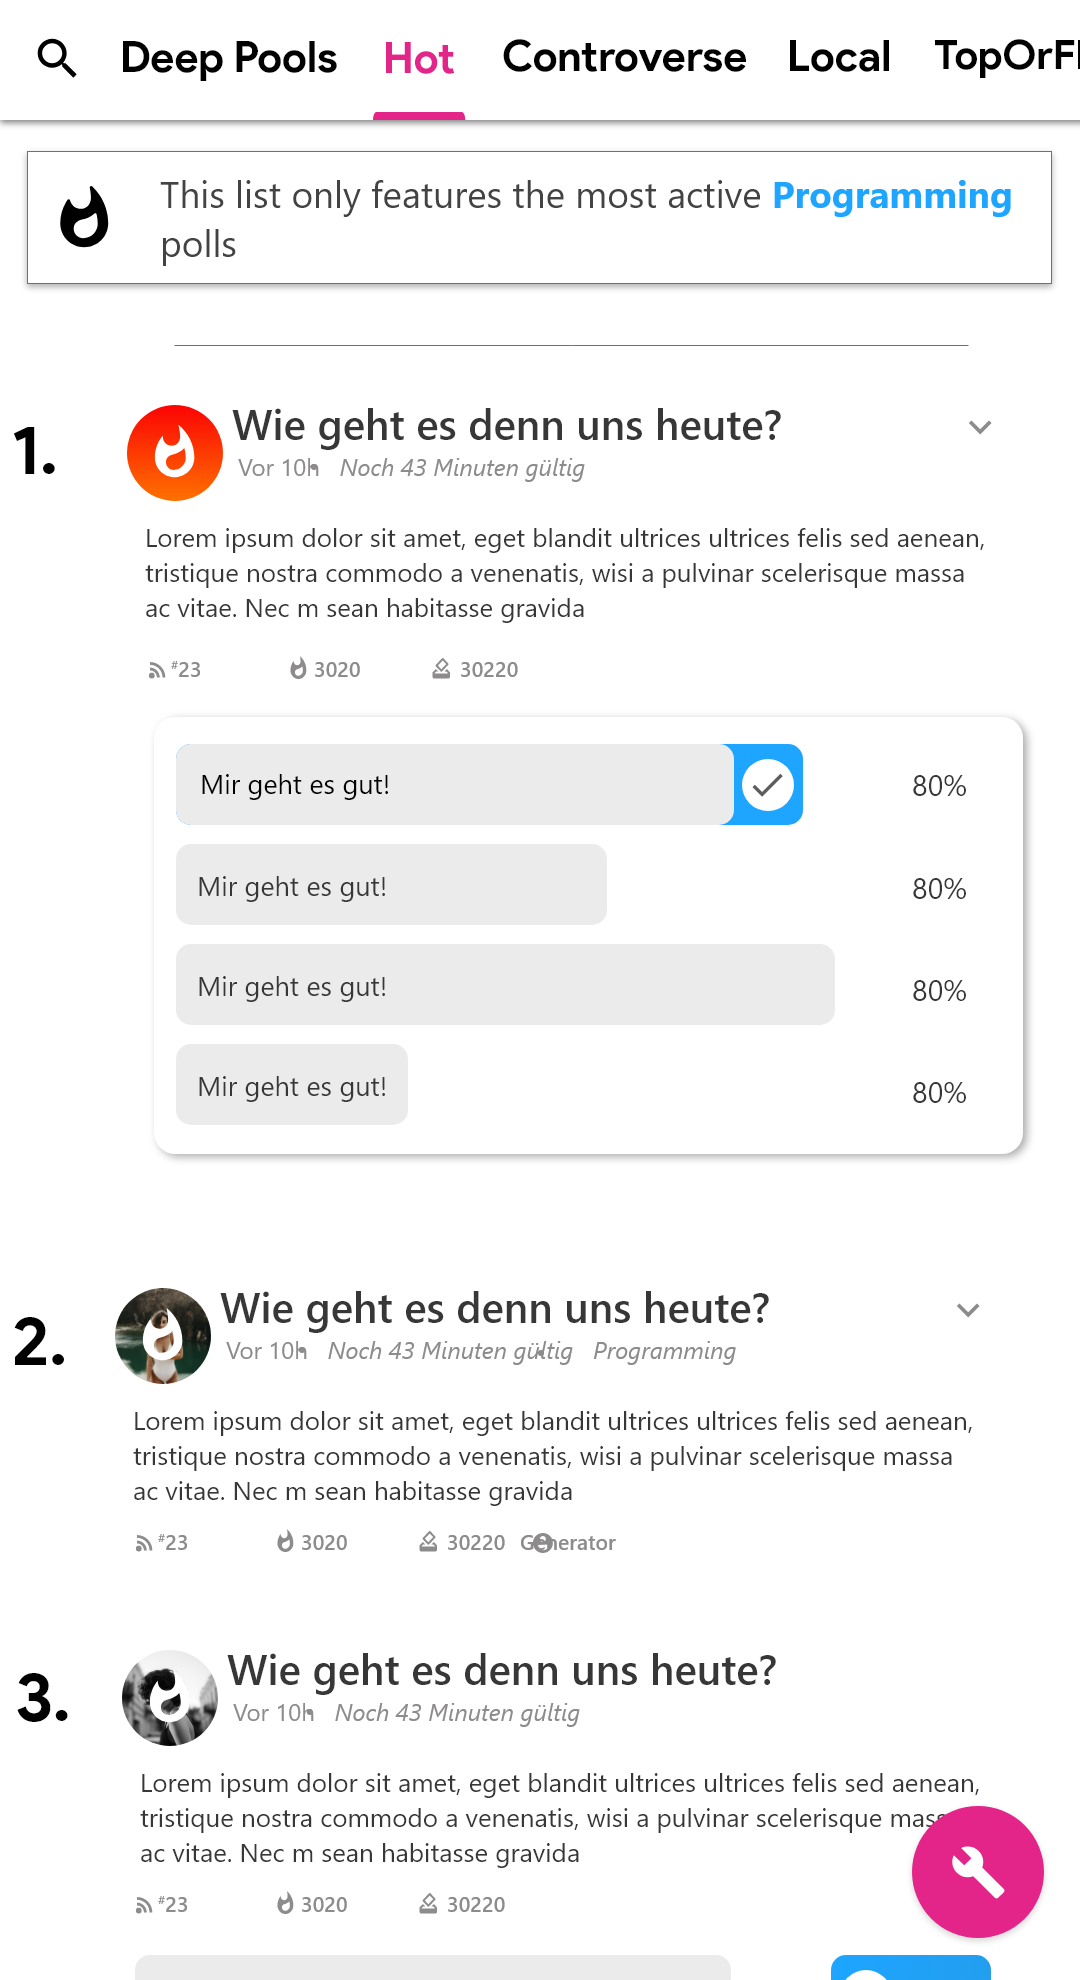 Deep Pools Hot Controverse Local TopOrFl
This list only features the most active Programming
polls
1.
Wie geht es denn uns heute?
Vor 10h Noch 43 Minuten gültig
Lorem ipsum dolor sit amet, eget blandit ultrices ultrices felis sed aenean,
tristique nostra commodo a venenatis, wisi a pulvinar scelerisque massa
ac vitae. Nec m sean habitasse gravida
#23 3020 30220
Mir geht es gut! 80%
Mir geht es gut! 80%
Mir geht es gut! 80%
Mir geht es gut! 80%
2.
Wie geht es denn uns heute?
Vor 10h Noch 43 Minuten gültig Programming
Lorem ipsum dolor sit amet, eget blandit ultrices ultrices felis sed aenean,
tristique nostra commodo a venenatis, wisi a pulvinar scelerisque massa
ac vitae. Nec m sean habitasse gravida
#23 3020 30220 Generator
3.
Wie geht es denn uns heute?
Vor 10h Noch 43 Minuten gültig
Lorem ipsum dolor sit amet, eget blandit ultrices ultrices felis sed aenean,
tristique nostra commodo a venenatis, wisi a pulvinar scelerisque mass
ac vitae. Nec m sean habitasse gravida
#23 3020 30220